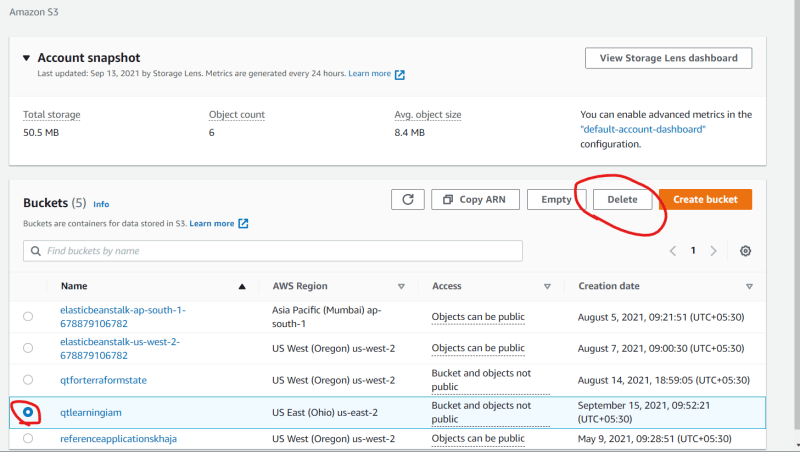 Amazon S3
Account snapshot
View Storage Lens dashboard
Last updated: Sep 13, 2021 by Storage Lens. Metrics are generated every 24 hours. Learn more
Total storage
Object count
Avg. object size
You can enable advanced metrics in the
"default-account-dashboard"
configuration.
50.5 MB
6
8.4 MB
Buckets (5) Info
Copy ARN
Empty
Delete
Create bucket
Buckets are containers for data stored in S3. Learn more
Find buckets by name
1
Name
AWS Region
Access
Creation date
elasticbeanstalk-ap-south-1-
678879106782
Asia Pacific (Mumbai) ap-
south-1
Objects can be public
August 5, 2021, 09:21:51 (UTC+05:30)
elasticbeanstalk-us-west-2-
678879106782
US West (Oregon) us-west-2
Objects can be public
August 7, 2021, 09:00:30 (UTC+05:30)
qtforterraformstate
US West (Oregon) us-west-2
Bucket and objects not
public
August 14, 2021, 18:59:05 (UTC+05:30)
qtlearningiam
US East (Ohio) us-east-2
Bucket and objects not
public
September 15, 2021, 09:52:21
(UTC+05:30)
referenceapplicationskhaja
US West (Oregon) us-west-2
Objects can be public
May 9, 2021, 09:28:51 (UTC+05:30)